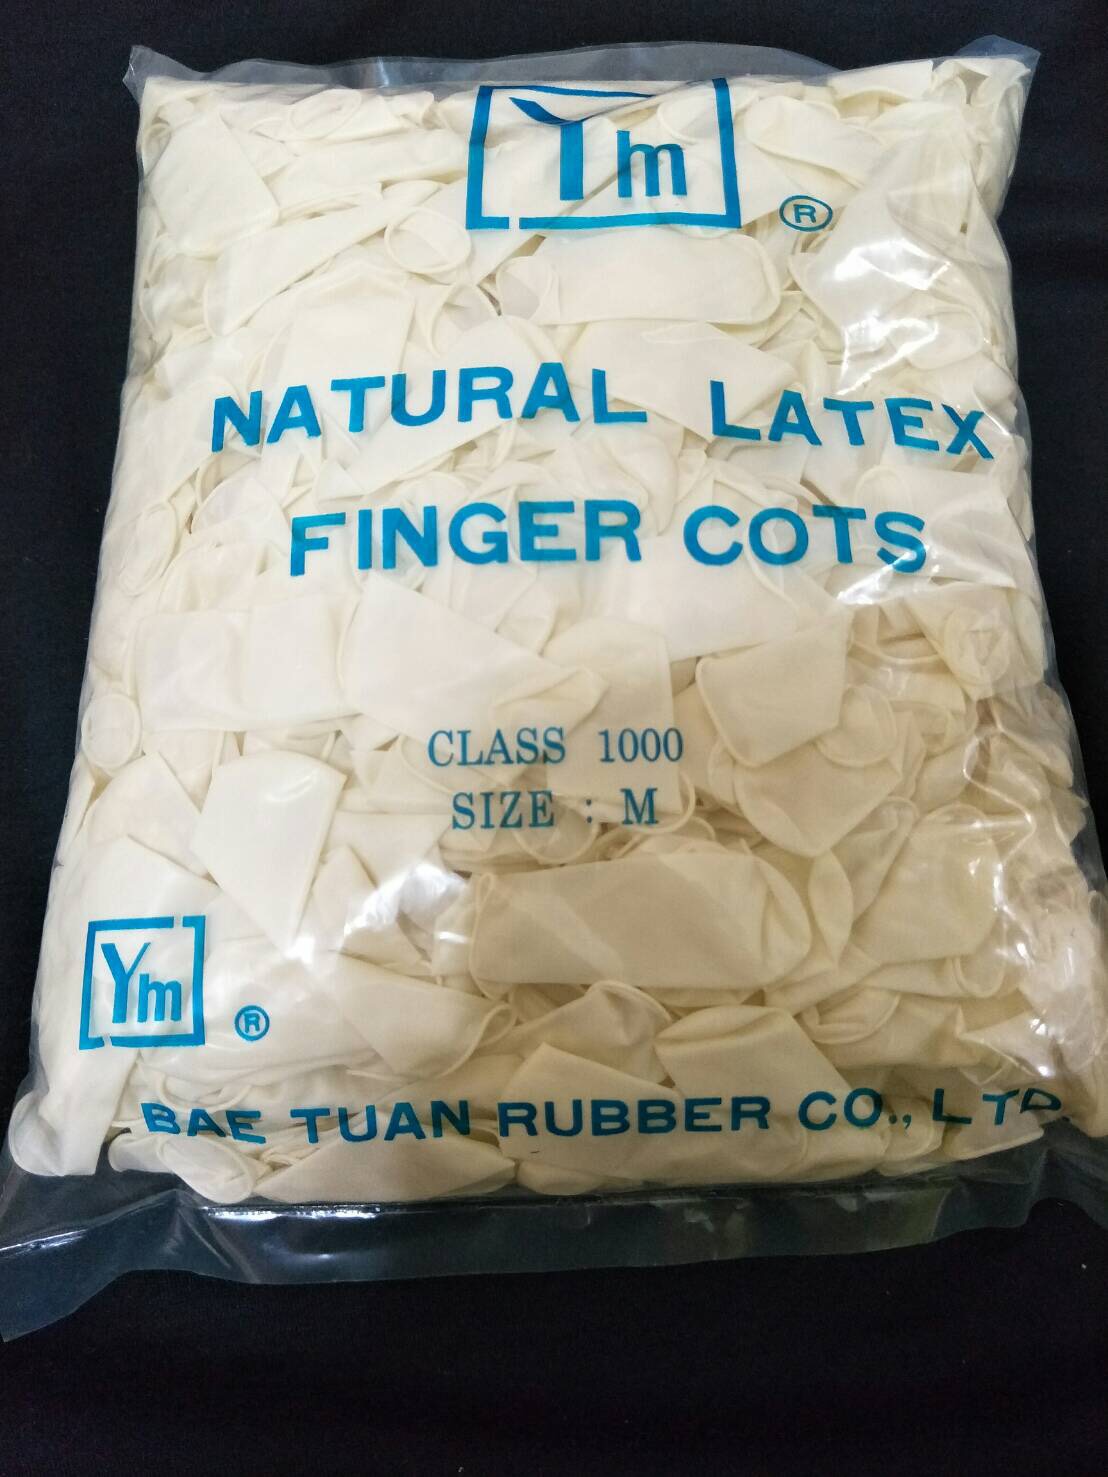 Ym
®
NATURAL LATEX
FINGER COTS
CLASS 1000
SIZE : M
Ym
®
BAE TUAN RUBBER CO., LTD.